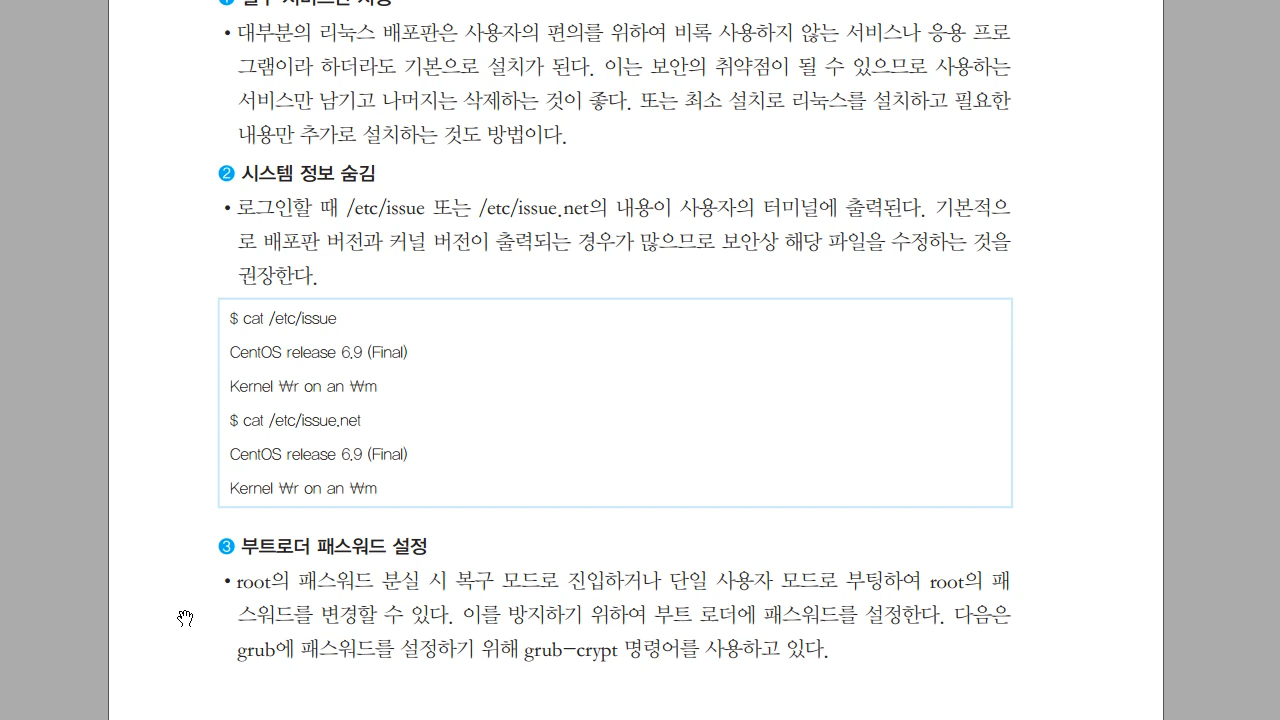 • 대부분의 리눅스 배포판은 사용자의 편의를 위하여 비록 사용하지 않는 서비스나 응용 프로
그램이라 하더라도 기본으로 설치가 된다. 이는 보안의 취약점이 될 수 있으므로 사용하는
서비스만 남기고 나머지는 삭제하는 것이 좋다. 또는 최소 설치로 리눅스를 설치하고 필요한
내용만 추가로 설치하는 것도 방법이다.
❷ 시스템 정보 숨김
• 로그인할 때 /etc/issue 또는 /etc/issue.net의 내용이 사용자의 터미널에 출력된다. 기본적으
로 배포판 버전과 커널 버전이 출력되는 경우가 많으므로 보안상 해당 파일을 수정하는 것을
권장한다.
$ cat /etc/issue
CentOS release 6.9 (Final)
Kernel ₩r on an ₩m
$ cat /etc/issue.net
CentOS release 6.9 (Final)
Kernel ₩r on an ₩m
❸ 부트로더 패스워드 설정
• root의 패스워드 분실 시 복구 모드로 진입하거나 단일 사용자 모드로 부팅하여 root의 패
스워드를 변경할 수 있다. 이를 방지하기 위하여 부트 로더에 패스워드를 설정한다. 다음은
grub에 패스워드를 설정하기 위해 grub-crypt 명령어를 사용하고 있다.